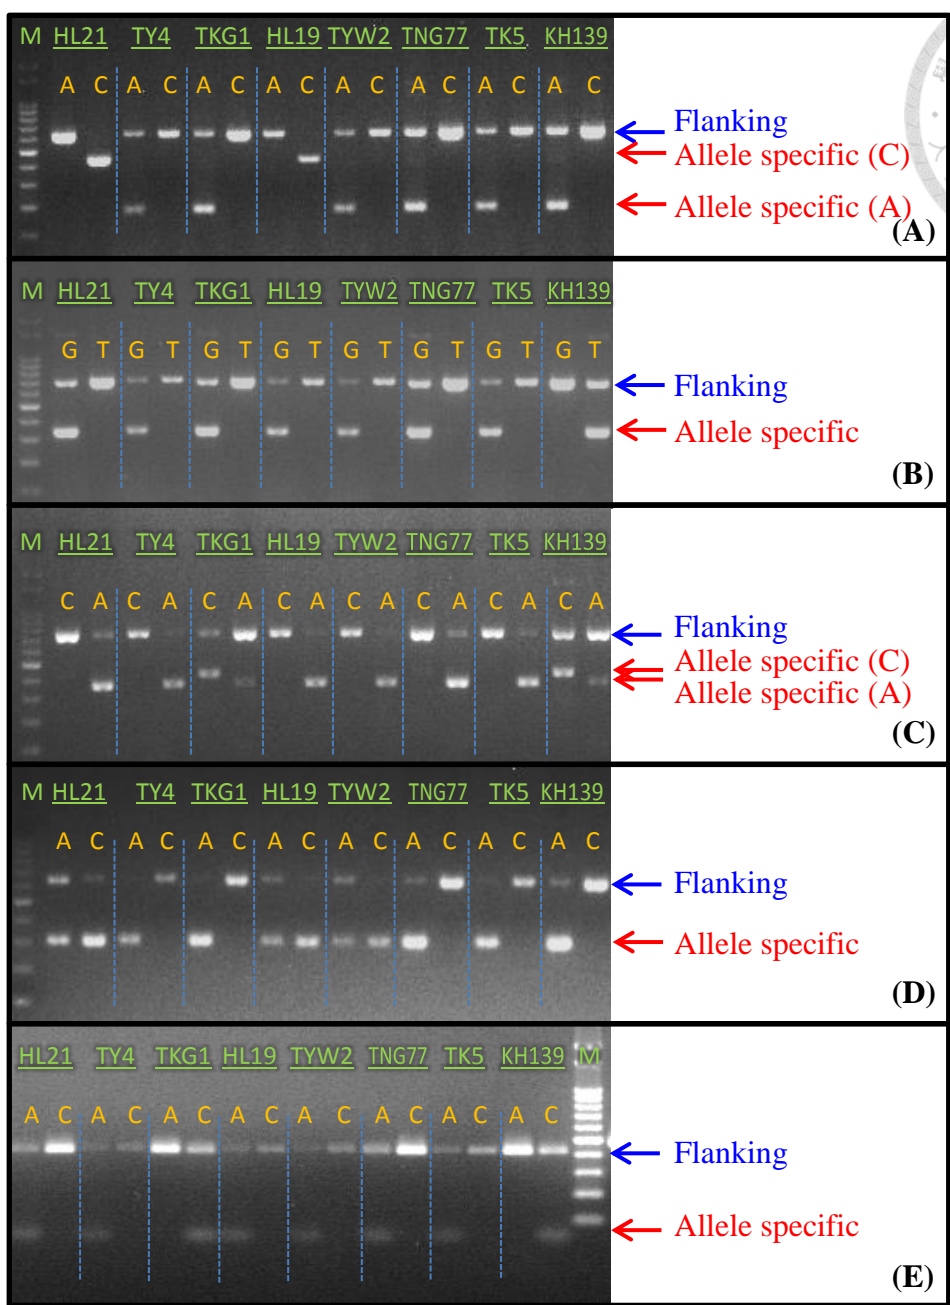 M HL21 TY4 TKG1 HL19 TYW2 TNG77 TK5 KH139
A C A C A C A C A C A C A C A C
Flanking
Allele specific (C)
Allele specific (A)
(A)
M HL21 TY4 TKG1 HL19 TYW2 TNG77 TK5 KH139
G T G T G T G T G T G T G T G T
Flanking
Allele specific
(B)
M HL21 TY4 TKG1 HL19 TYW2 TNG77 TK5 KH139
C A C A C A C A C A C A C A C A
Flanking
Allele specific (C)
Allele specific (A)
(C)
M HL21 TY4 TKG1 HL19 TYW2 TNG77 TK5 KH139
A C A C A C A C A C A C A C A C
Flanking
Allele specific
(D)
HL21 TY4 TKG1 HL19 TYW2 TNG77 TK5 KH139 M
A C A C A C A C A C A C A C A C
Flanking
Allele specific
(E)